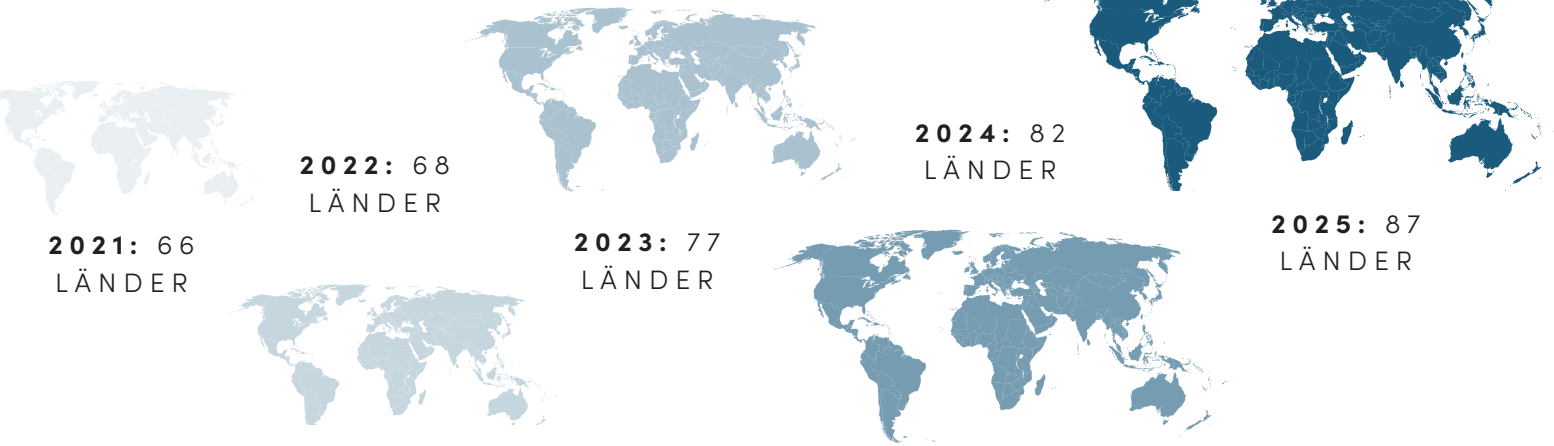 2021: 66
LÄNDER
2022: 68
LÄNDER
2023: 77
LÄNDER
2024: 82
LÄNDER
2025: 87
LÄNDER